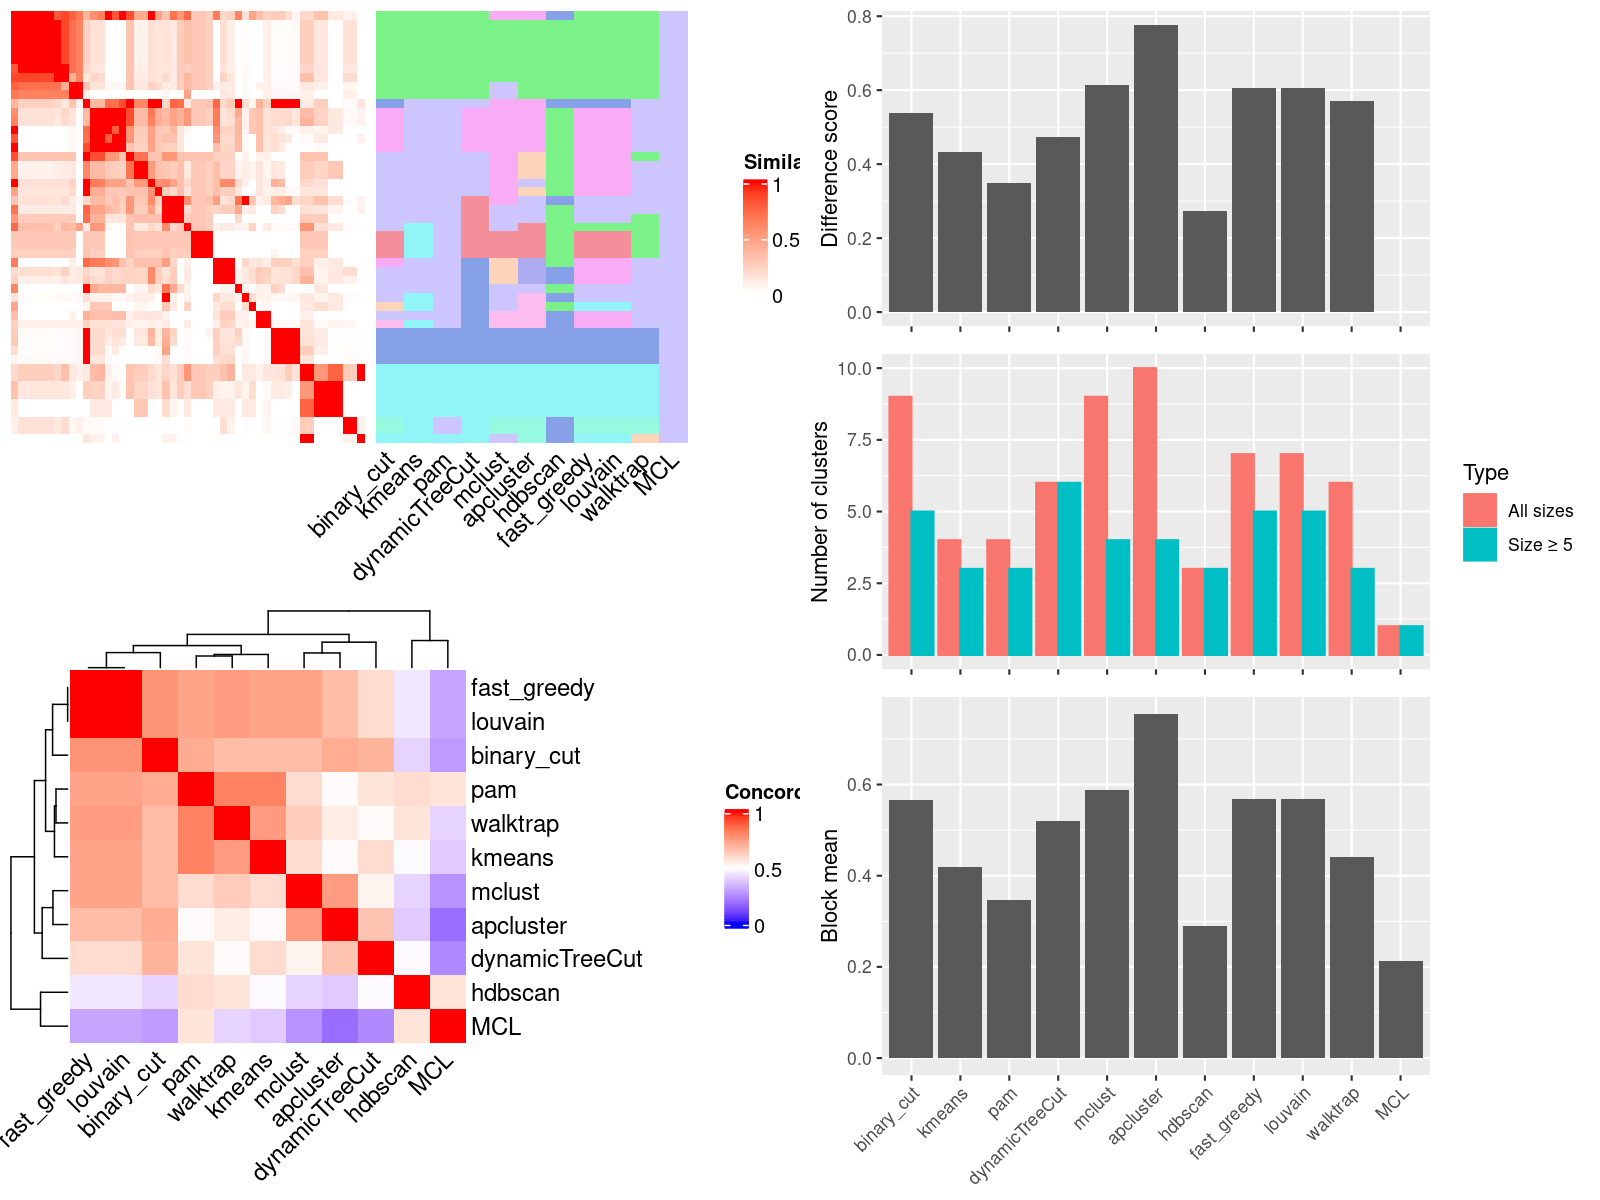 Simila
1
0.5
0
binary_cut
kmeans
pam
dynamicTreeCut
mclust
apcluster
hdbscan
fast_greedy
louvain
walktrap
MCL
fast_greedy
louvain
binary_cut
pam
walktrap
kmeans
mclust
apcluster
dynamicTreeCut
hdbscan
MCL
Concord
1
0.5
0
fast_greedy
louvain
binary_cut
pam
walktrap
kmeans
mclust
apcluster
dynamicTreeCut
hdbscan
MCL
Difference score
0.8
0.6
0.4
0.2
0.0
Number of clusters
10.0
7.5
5.0
2.5
0.0
Type
All sizes
Size ≥ 5
Block mean
0.6
0.4
0.2
0.0
binary_cut
kmeans
pam
dynamicTreeCut
mclust
apcluster
hdbscan
fast_greedy
louvain
walktrap
MCL